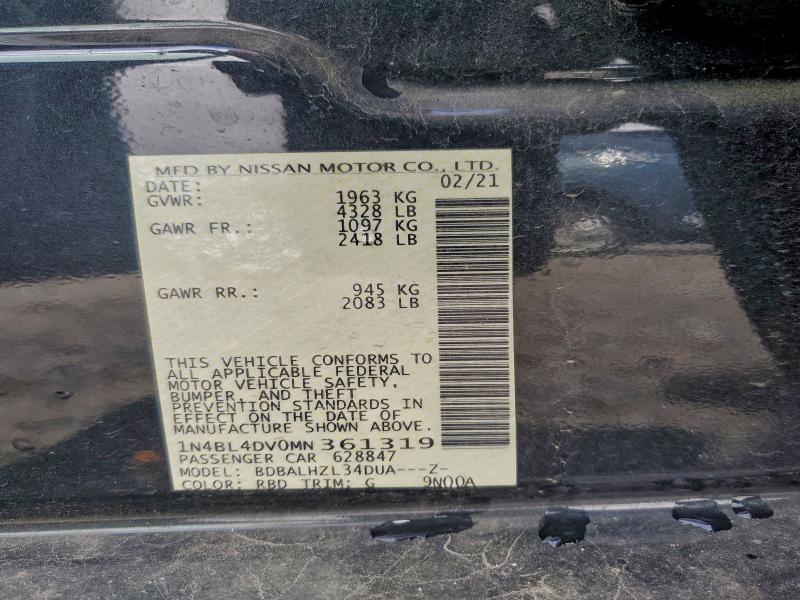 MFD BY NISSAN MOTOR CO., LTD.
DATE: 02/21
GVWR: 1963 KG
4328 LB
GAWR FR.: 1097 KG
2418 LB
GAWR RR.: 945 KG
2083 LB
THIS VEHICLE CONFORMS TO
ALL APPLICABLE FEDERAL
MOTOR VEHICLE SAFETY,
BUMPER, AND THEFT
PREVENTION STANDARDS IN
EFFECT ON THE DATE OF
MANUFACTURE SHOWN ABOVE.
1N4BL4DV0MN 361319
PASSENGER CAR 628847
MODEL: BDBALHZL34DUA---Z-
COLOR: RBD TRIM: G 9N00A